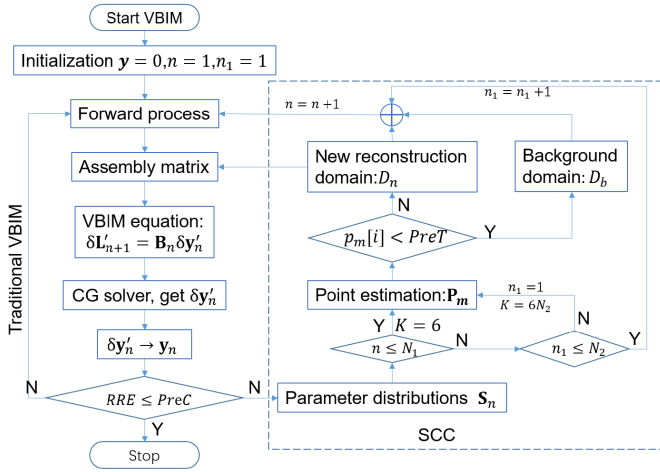 Start VBIM
Initialization 𝒚 = 0,n = 1,n₁ = 1
Forward process
Assembly matrix
VBIM equation:
δL′ₙ₊₁ = Bₙδy′ₙ
CG solver, get δy′ₙ
δy′ₙ → yₙ
RRE ≤ PreC
N
N
Y
Stop
Traditional VBIM
n = n +1
n₁ = n₁ +1
New reconstruction
domain:Dₙ
Background
domain: D_b
N
pₘ[i] < PreT
Y
Point estimation:Pₘ
n₁ =1
K = 6N₂
Y K = 6
N
n ≤ N₁
N
n₁ ≤ N₂
Y
Parameter distributions Sₙ
SCC